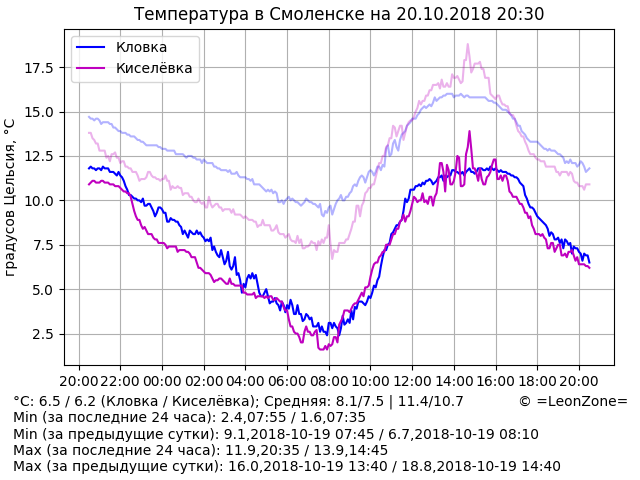 Температура в Смоленске на 20.10.2018 20:30
Кловка
Киселёвка
градусов Цельсия, °C
17.5
15.0
12.5
10.0
7.5
5.0
2.5
20:00 22:00 00:00 02:00 04:00 06:00 08:00 10:00 12:00 14:00 16:00 18:00 20:00
°C: 6.5 / 6.2 (Кловка / Киселёвка); Средняя: 8.1/7.5 | 11.4/10.7 © =LeonZone=
Min (за последние 24 часа): 2.4,07:55 / 1.6,07:35
Min (за предыдущие сутки): 9.1,2018-10-19 07:45 / 6.7,2018-10-19 08:10
Max (за последние 24 часа): 11.9,20:35 / 13.9,14:45
Max (за предыдущие сутки): 16.0,2018-10-19 13:40 / 18.8,2018-10-19 14:40